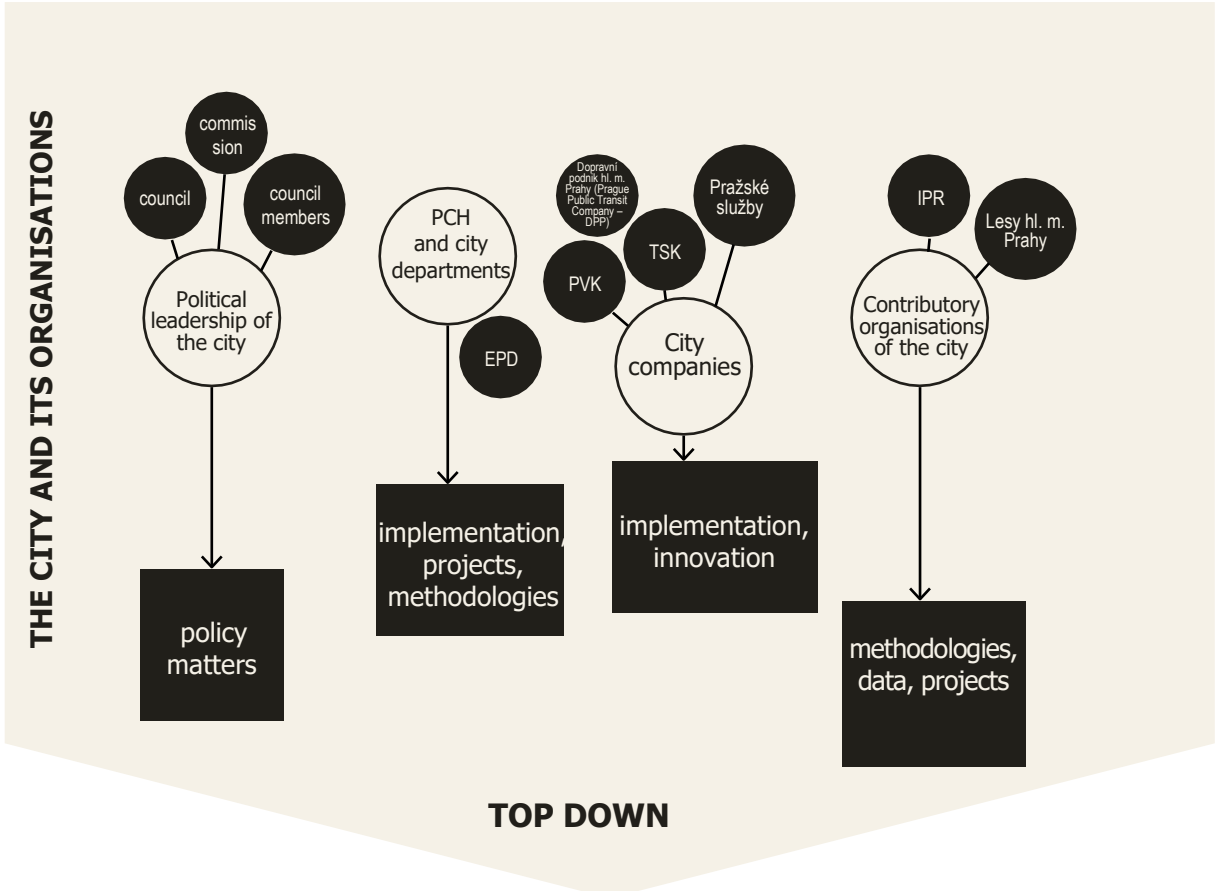 THE CITY AND ITS ORGANISATIONS
commis
sion
council
council
members
Political
leadership of
the city
policy
matters
PCH
and city
departments
EPD
implementation,
projects,
methodologies
Dopravní
podnik hl. m.
Prahy (Prague
Public Transit
Company –
DPP)
Pražské
služby
TSK
PVK
City
companies
implementation,
innovation
IPR
Lesy hl. m.
Prahy
Contributory
organisations
of the city
methodologies,
data, projects
TOP DOWN